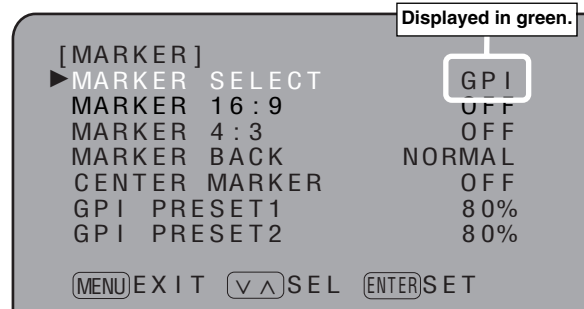 Displayed in green.
[MARKER]
▶MARKER SELECT GPI
MARKER 16:9 OFF
MARKER 4:3 OFF
MARKER BACK NORMAL
CENTER MARKER OFF
GPI PRESET1 80%
GPI PRESET2 80%
MENU EXIT ∨∧ SEL ENTER SET